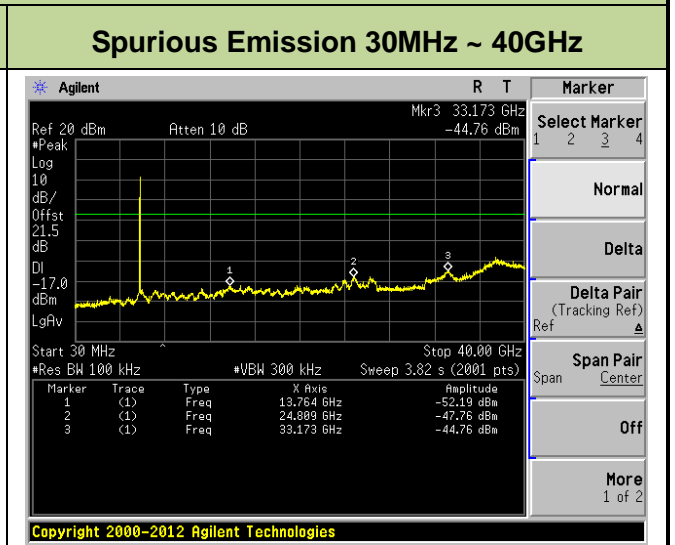 Spurious Emission 30MHz ~ 40GHz
Agilent R T Marker
Mkr3 33.173 GHz
Ref 20 dBm Atten 10 dB -44.76 dBm
#Peak
Log
10
dB/
Offst
21.5
dB
DI
-17.0
dBm
LgAv
1
2
3
Start 30 MHz ^ Stop 40.00 GHz
#Res BW 100 kHz #VBW 300 kHz Sweep 3.82 s (2001 pts)
Marker Trace Type X Axis Amplitude
1 (1) Freq 13.764 GHz -52.19 dBm
2 (1) Freq 24.889 GHz -47.76 dBm
3 (1) Freq 33.173 GHz -44.76 dBm
Select Marker
1 2 3 4
Normal
Delta
Delta Pair
(Tracking Ref)
Ref Δ
Span Pair
Span Center
Off
More
1 of 2
Copyright 2000-2012 Agilent Technologies